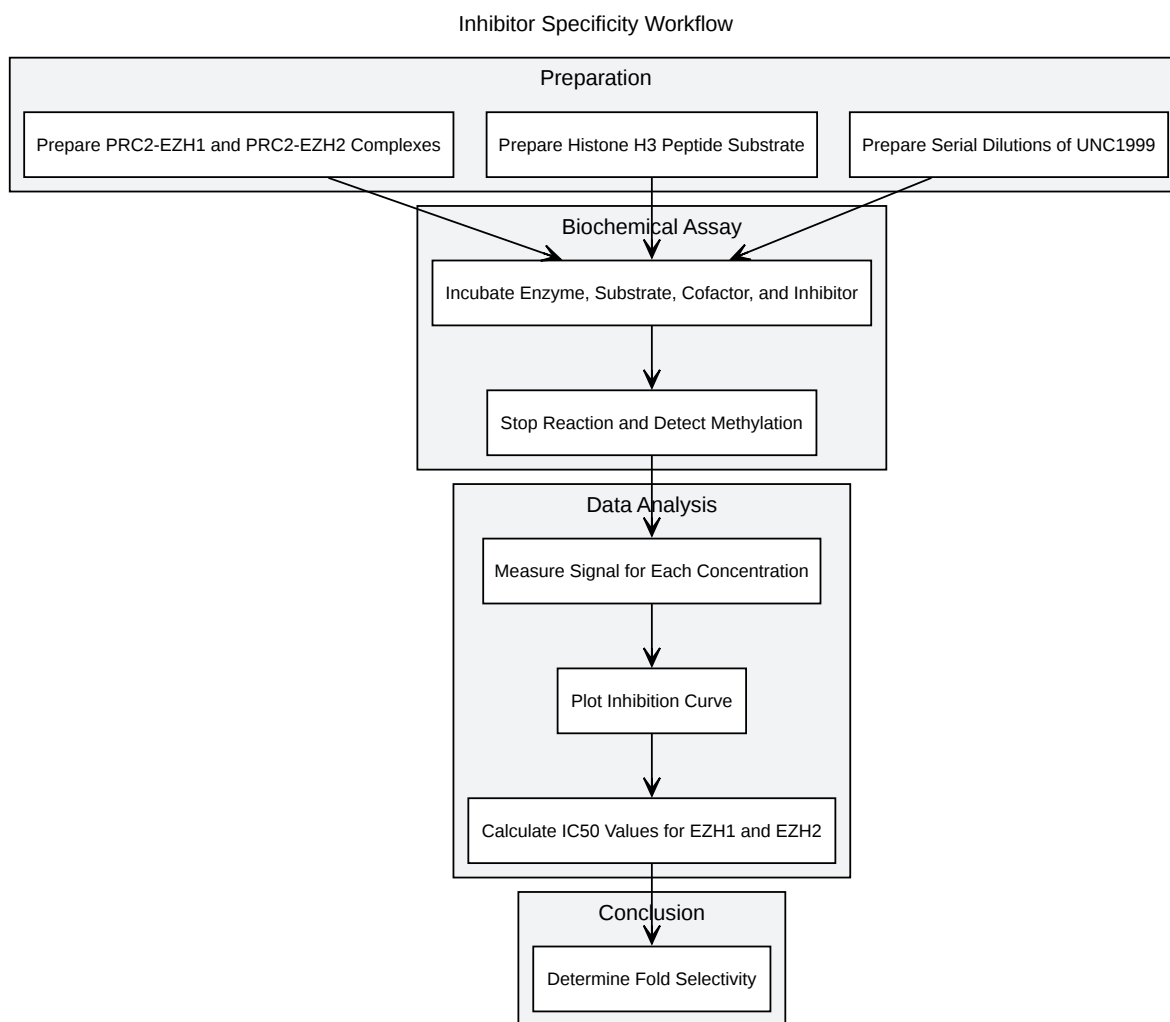 Inhibitor Specificity Workflow
Preparation
Prepare PRC2-EZH1 and PRC2-EZH2 Complexes
Prepare Histone H3 Peptide Substrate
Prepare Serial Dilutions of UNC1999
Biochemical Assay
Incubate Enzyme, Substrate, Cofactor, and Inhibitor
Stop Reaction and Detect Methylation
Data Analysis
Measure Signal for Each Concentration
Plot Inhibition Curve
Calculate IC50 Values for EZH1 and EZH2
Conclusion
Determine Fold Selectivity